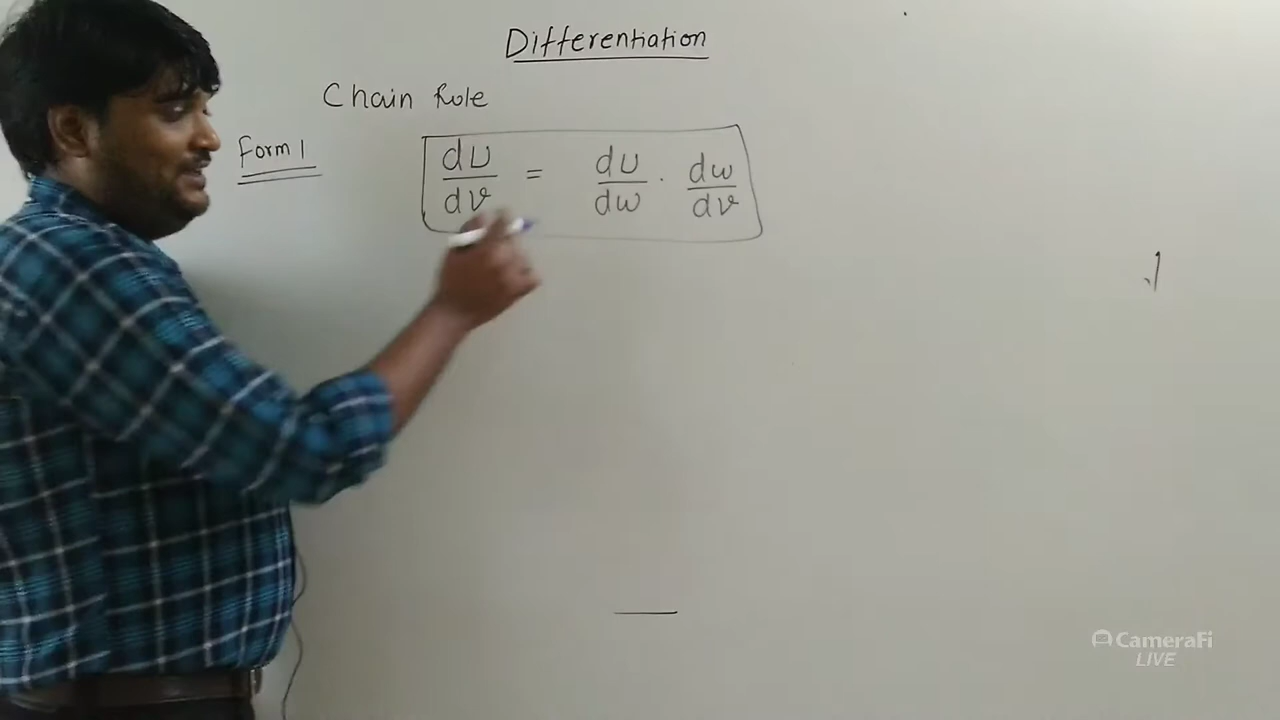 Differentiation
Chain Rule
Form 1
dU/dv = dU/dw · dw/dv
CameraFi
LIVE